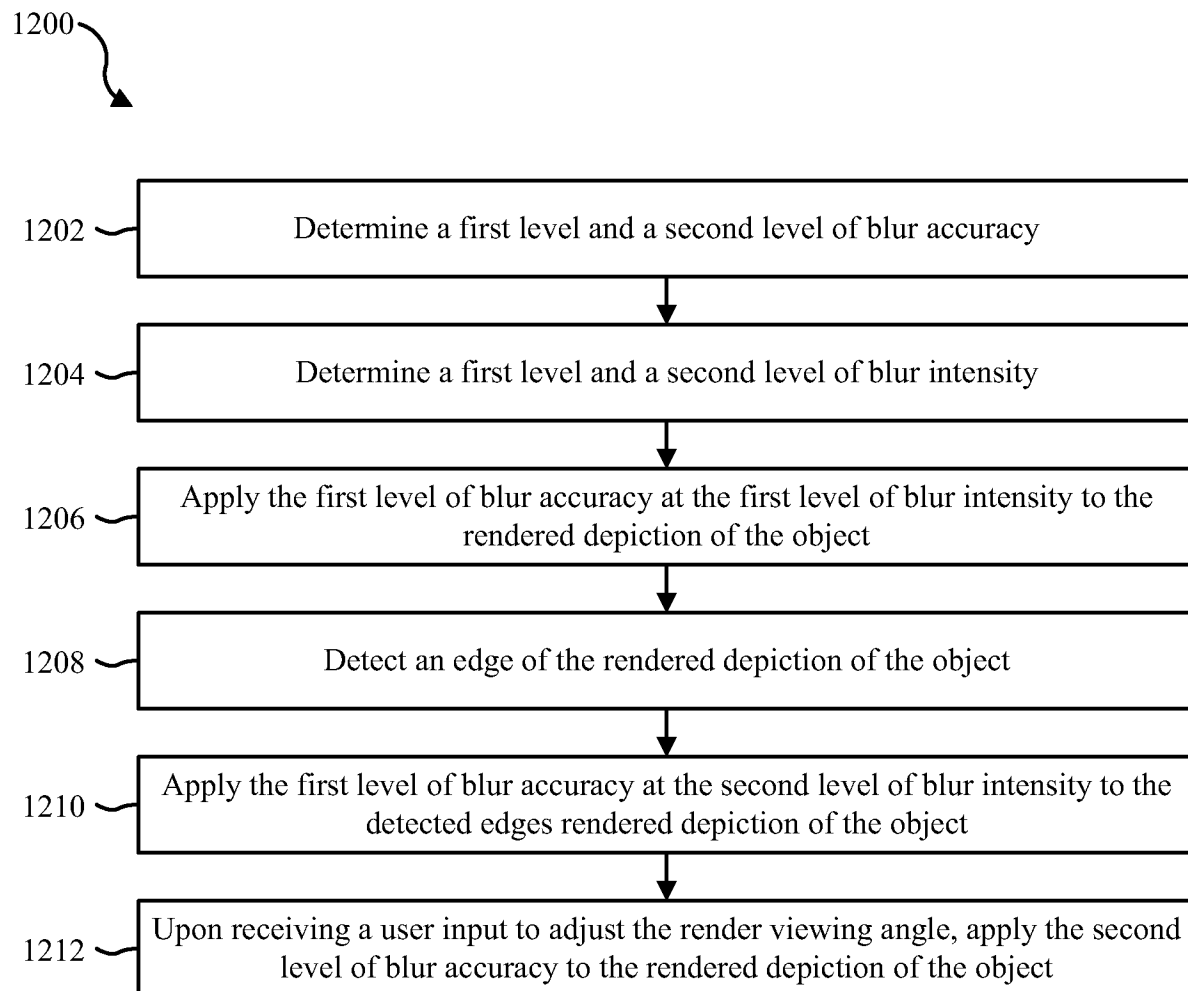 1200
1202
Determine a first level and a second level of blur accuracy
1204
Determine a first level and a second level of blur intensity
1206
Apply the first level of blur accuracy at the first level of blur intensity to the
rendered depiction of the object
1208
Detect an edge of the rendered depiction of the object
1210
Apply the first level of blur accuracy at the second level of blur intensity to the
detected edges rendered depiction of the object
1212
Upon receiving a user input to adjust the render viewing angle, apply the second
level of blur accuracy to the rendered depiction of the object